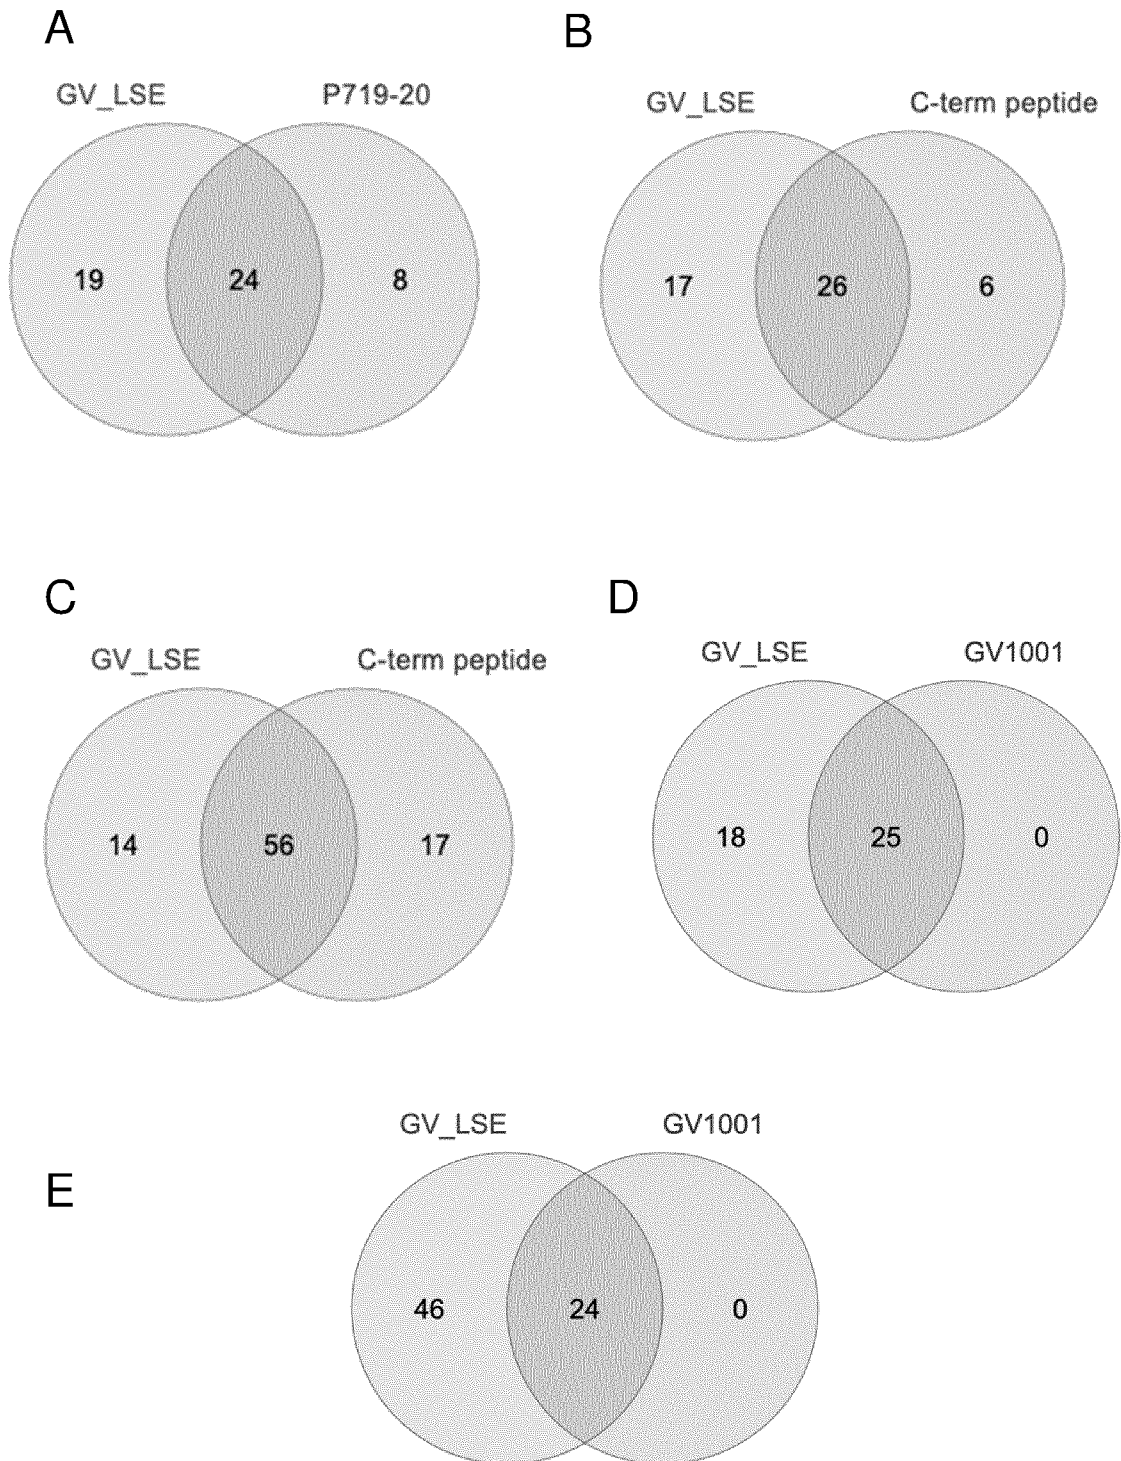 A
B
GV_LSE P719-20
GV_LSE C-term peptide
19 24 8
17 26 6
C
D
GV_LSE C-term peptide
GV_LSE GV1001
14 56 17
18 25 0
GV_LSE GV1001
E
46 24 0